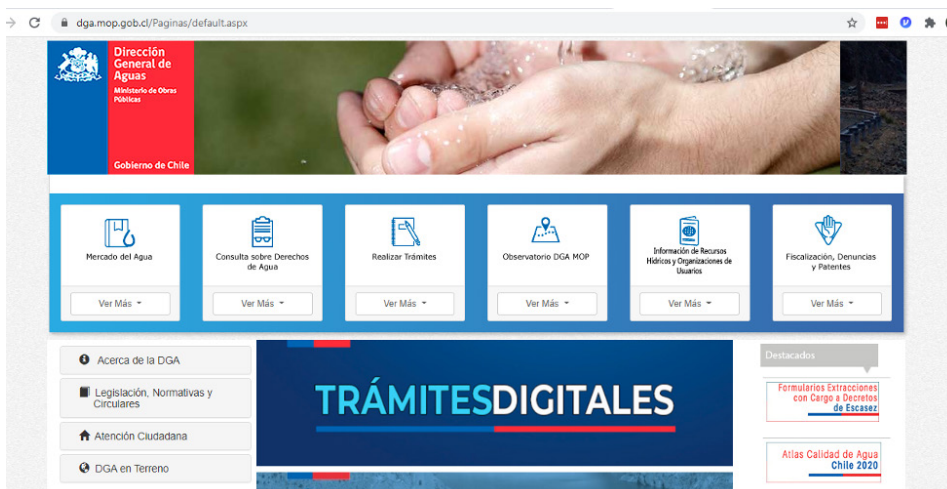 dga.mop.gob.cl/Paginas/default.aspx
Dirección
General de
Aguas
Ministerio de Obras
Públicas
Gobierno de Chile
Mercado del Agua
Ver Más
Consulta sobre Derechos
de Agua
Ver Más
Realizar Trámites
Ver Más
Observatorio DGA MOP
Ver Más
Información de Recursos
Hídricos y Organizaciones de
Usuarios
Ver Más
Fiscalización, Denuncias
y Patentes
Ver Más
Acerca de la DGA
Legislación, Normativas y
Circulares
Atención Ciudadana
DGA en Terreno
TRÁMITESDIGITALES
Destacados
Formularios Extracciones
con Cargo a Decretos
de Escasez
Atlas Calidad de Agua
Chile 2020